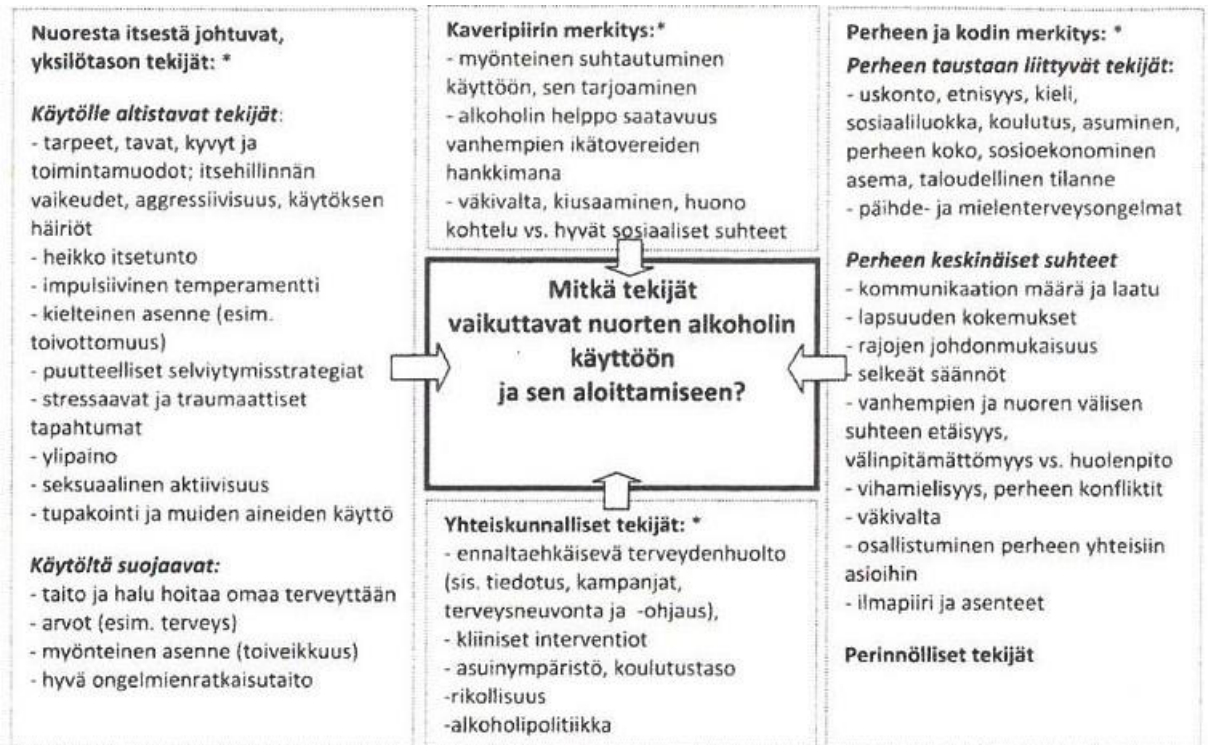 Nuoresta itsestä johtuvat,
yksilötason tekijät: *
Käytölle altistavat tekijät:
- tarpeet, tavat, kyvyt ja
toimintamuodot; itsehillinnän
vaikeudet, aggressiivisuus, käytöksen
häiriöt
- heikko itsetunto
- impulsiivinen temperamentti
- kielteinen asenne (esim.
toivottomuus)
- puutteelliset selviytymisstrategiat
- stressaavat ja traumaattiset
tapahtumat
- ylipaino
- seksuaalinen aktiivisuus
- tupakointi ja muiden aineiden käyttö
Käytöltä suojaavat:
- taito ja halu hoitaa omaa terveyttään
- arvot (esim. terveys)
- myönteinen asenne (toiveikkuus)
- hyvä ongelmienratkaisutaito
Kaveripiirin merkitys:*
- myönteinen suhtautuminen
käyttöön, sen tarjoaminen
- alkoholin helppo saatavuus
vanhempien ikätovereiden
hankkimana
- väkivalta, kiusaaminen, huono
kohtelu vs. hyvät sosiaaliset suhteet
Mitkä tekijät
vaikuttavat nuorten alkoholin
käyttöön
ja sen aloittamiseen?
Yhteiskunnalliset tekijät: *
- ennaltaehkäisevä terveydenhuolto
(sis. tiedotus, kampanjat,
terveysneuvonta ja -ohjaus),
- kliiniset interventiot
- asuinympäristö, koulutustaso
-rikollisuus
-alkoholipolitiikka
Perheen ja kodin merkitys: *
Perheen taustaan liittyvät tekijät:
- uskonto, etnisyys, kieli,
sosiaaliluokka, koulutus, asuminen,
perheen koko, sosioekonominen
asema, taloudellinen tilanne
- päihde- ja mielenterveysongelmat
Perheen keskinäiset suhteet
- kommunikaation määrä ja laatu
- lapsuuden kokemukset
- rajojen johdonmukaisuus
- selkeät säännöt
- vanhempien ja nuoren välisen
suhteen etäisyys,
välinpitämättömyys vs. huolenpito
- vihamielisyys, perheen konfliktit
- väkivalta
- osallistuminen perheen yhteisiin
asioihin
- ilmapiiri ja asenteet
Perinnölliset tekijät